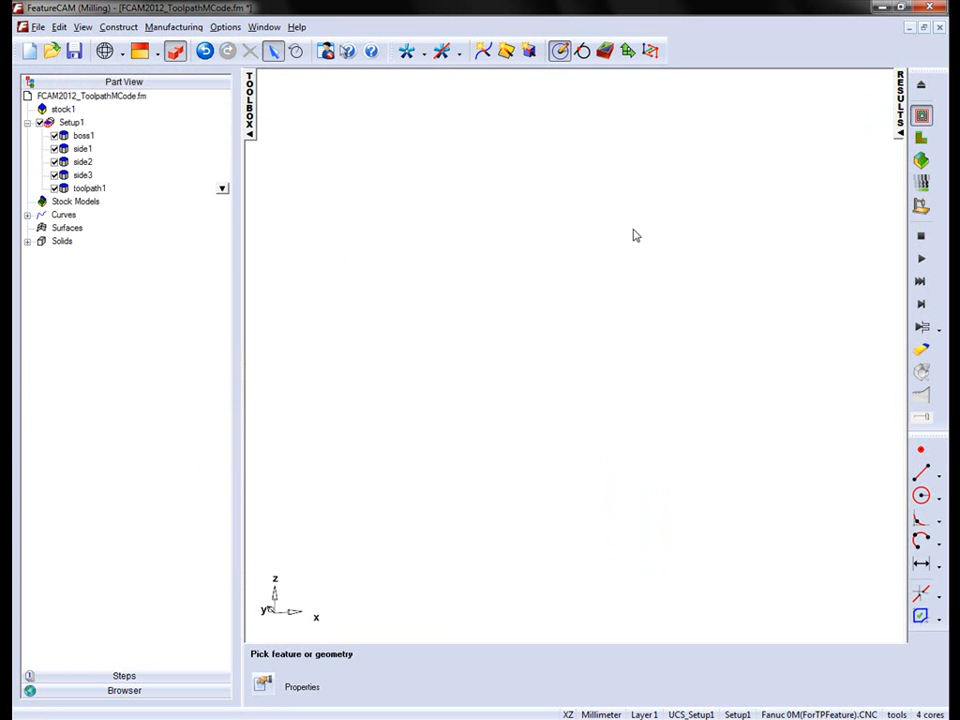 FeatureCAM (Milling) - [FCAM2012_ToolpathMCode.fm *]
File Edit View Construct Manufacturing Options Window Help
Part View
FCAM2012_ToolpathMCode.fm
stock1
Setup1
boss1
side1
side2
side3
toolpath1
Stock Models
Curves
Surfaces
Solids
Steps
Browser
TOOLBOX
RESULTS
z
y
x
Pick feature or geometry
Properties
XZ Millimeter Layer1 UCS_Setup1 Setup1 Fanuc 0M(ForTPFeature).CNC tools 4 cores